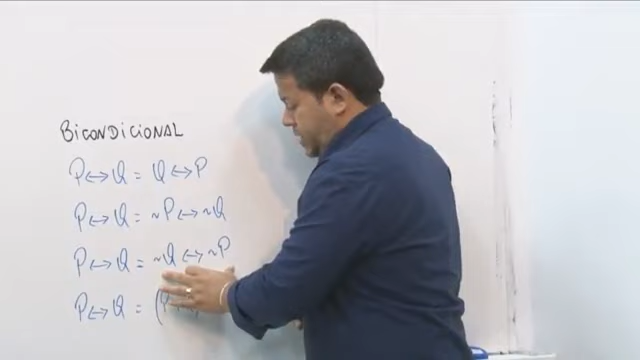 BiCONDiCiONAL
P↔Q = Q↔P
P↔Q = ~P↔~Q
P↔Q = ~Q↔~P
P↔Q = (P